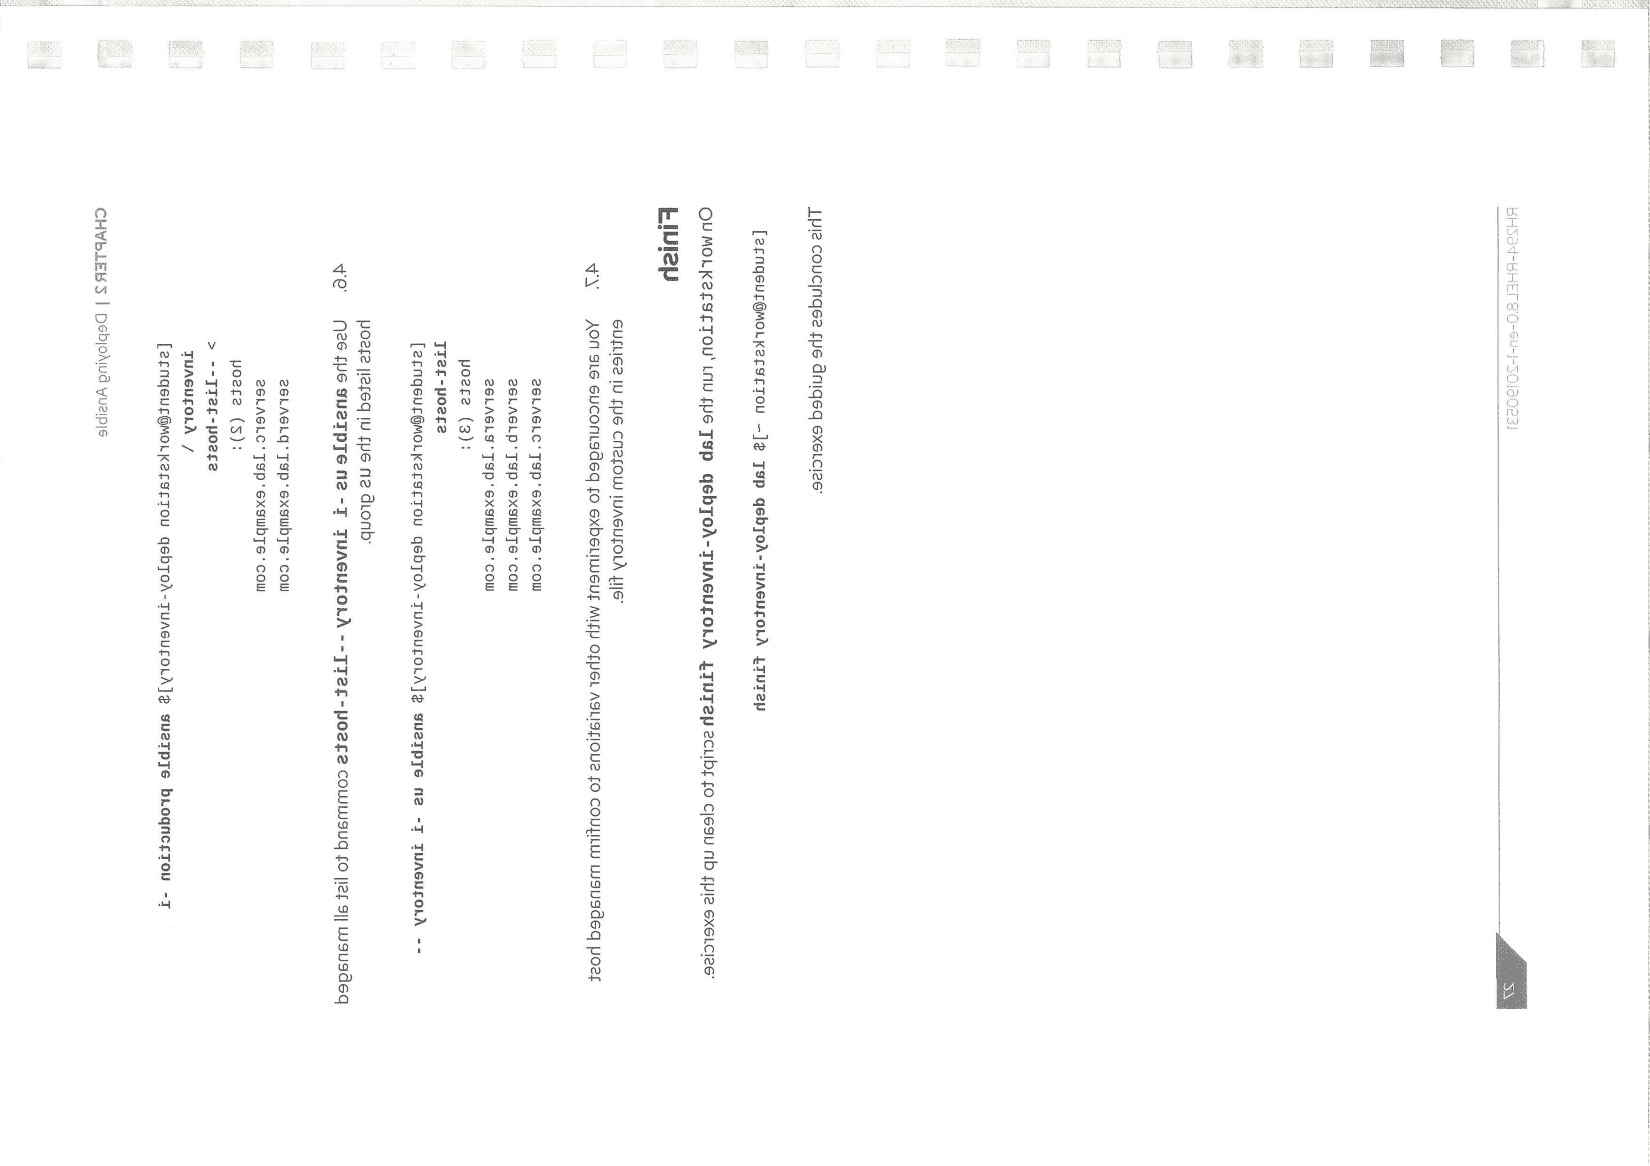 CHAPTER 2 | Deploying Ansible
[student@workstation deploy-inventory]$ ansible production -i
inventory \
> --list-hosts
hosts (2):
serverc.lab.example.com
serverd.lab.example.com
4.6. Use the ansible us -i inventory --list-hosts command to list all managed
hosts listed in the us group.
[student@workstation deploy-inventory]$ ansible us -i inventory --
list-hosts
hosts (3):
servera.lab.example.com
serverb.lab.example.com
serverc.lab.example.com
4.7. You are encouraged to experiment with other variations to confirm managed host
entries in the custom inventory file.
Finish
On workstation, run the lab deploy-inventory finish script to clean up this exercise.
[student@workstation ~]$ lab deploy-inventory finish
This concludes the guided exercise.
RH294-RHEL8.0-en-1-20190531
27